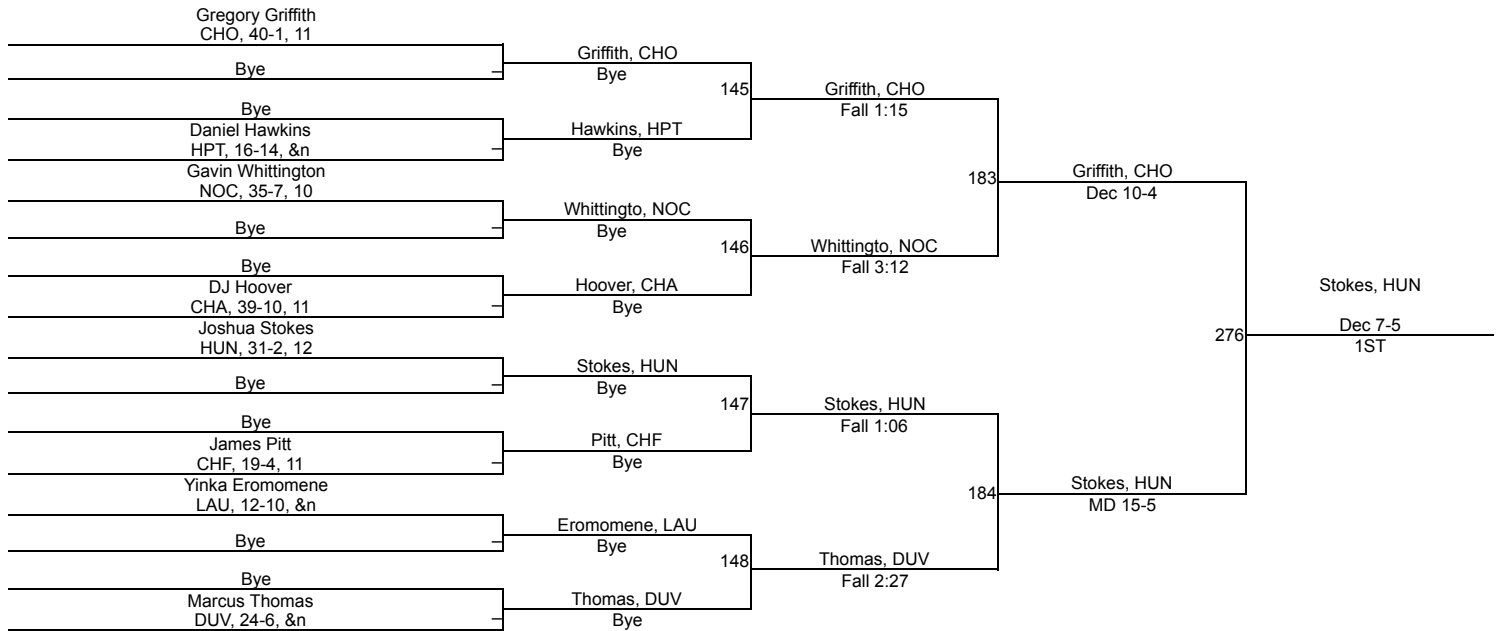 Gregory Griffith
CHO, 40-1, 11
Bye
Bye
Daniel Hawkins
HPT, 16-14, &n
Gavin Whittington
NOC, 35-7, 10
Bye
Bye
DJ Hoover
CHA, 39-10, 11
Joshua Stokes
HUN, 31-2, 12
Bye
Bye
James Pitt
CHF, 19-4, 11
Yinka Eromomene
LAU, 12-10, &n
Bye
Bye
Marcus Thomas
DUV, 24-6, &n
Griffith, CHO
Bye
145
Hawkins, HPT
Bye
Whittingto, NOC
Bye
146
Hoover, CHA
Bye
Stokes, HUN
Bye
147
Pitt, CHF
Bye
Eromomene, LAU
Bye
148
Thomas, DUV
Bye
Griffith, CHO
Fall 1:15
183
Whittingto, NOC
Fall 3:12
Stokes, HUN
Fall 1:06
184
Thomas, DUV
Fall 2:27
Griffith, CHO
Dec 10-4
276
Stokes, HUN
MD 15-5
Stokes, HUN
Dec 7-5
1ST